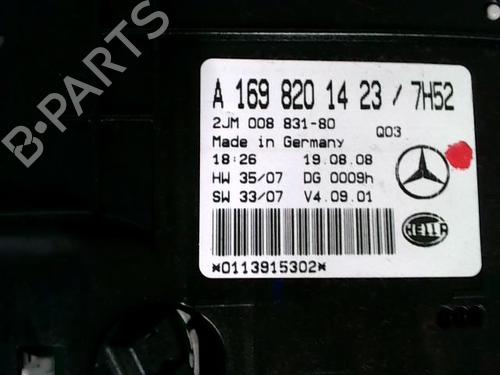 B-PARTS
A 169 820 14 23 / 7H52
2JM 008 831-80 Q03
Made in Germany
18:26 19.08.08
HW 35/07 DG 0009h
SW 33/07 V4.09.01
HELLA
*0113915302*